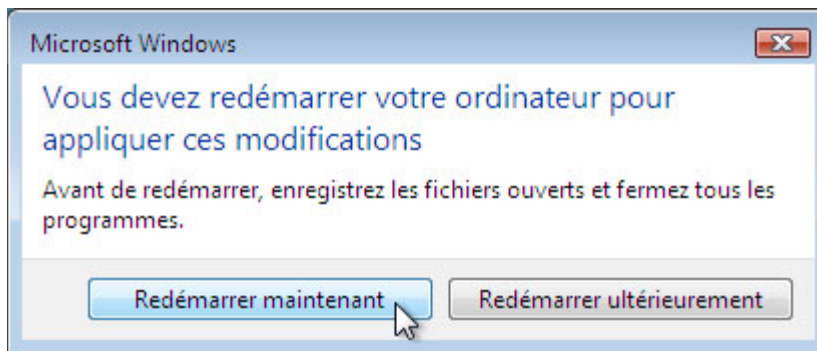 Microsoft Windows
Vous devez redémarrer votre ordinateur pour
appliquer ces modifications
Avant de redémarrer, enregistrez les fichiers ouverts et fermez tous les
programmes.
Redémarrer maintenant
Redémarrer ultérieurement